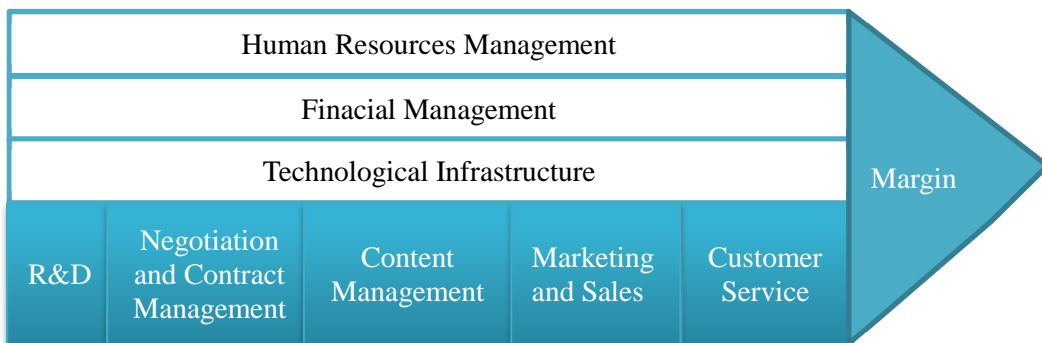 Human Resources Management
Finacial Management
Technological Infrastructure
Margin
R&D
Negotiation
and Contract
Management
Content
Management
Marketing
and Sales
Customer
Service